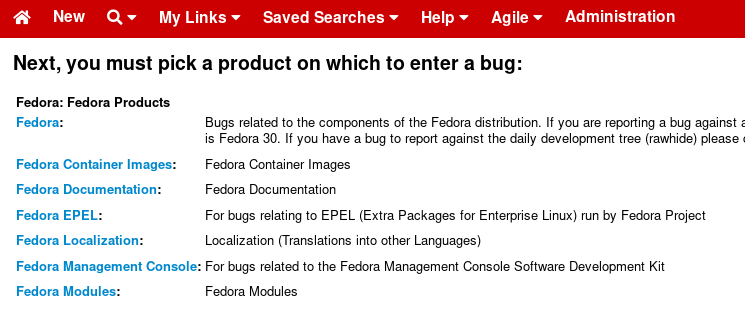 New My Links Saved Searches Help Agile Administration
Next, you must pick a product on which to enter a bug:
Fedora: Fedora Products
Fedora: Bugs related to the components of the Fedora distribution. If you are reporting a bug against
is Fedora 30. If you have a bug to report against the daily development tree (rawhide) please
Fedora Container Images: Fedora Container Images
Fedora Documentation: Fedora Documentation
Fedora EPEL: For bugs relating to EPEL (Extra Packages for Enterprise Linux) run by Fedora Project
Fedora Localization: Localization (Translations into other Languages)
Fedora Management Console: For bugs related to the Fedora Management Console Software Development Kit
Fedora Modules: Fedora Modules